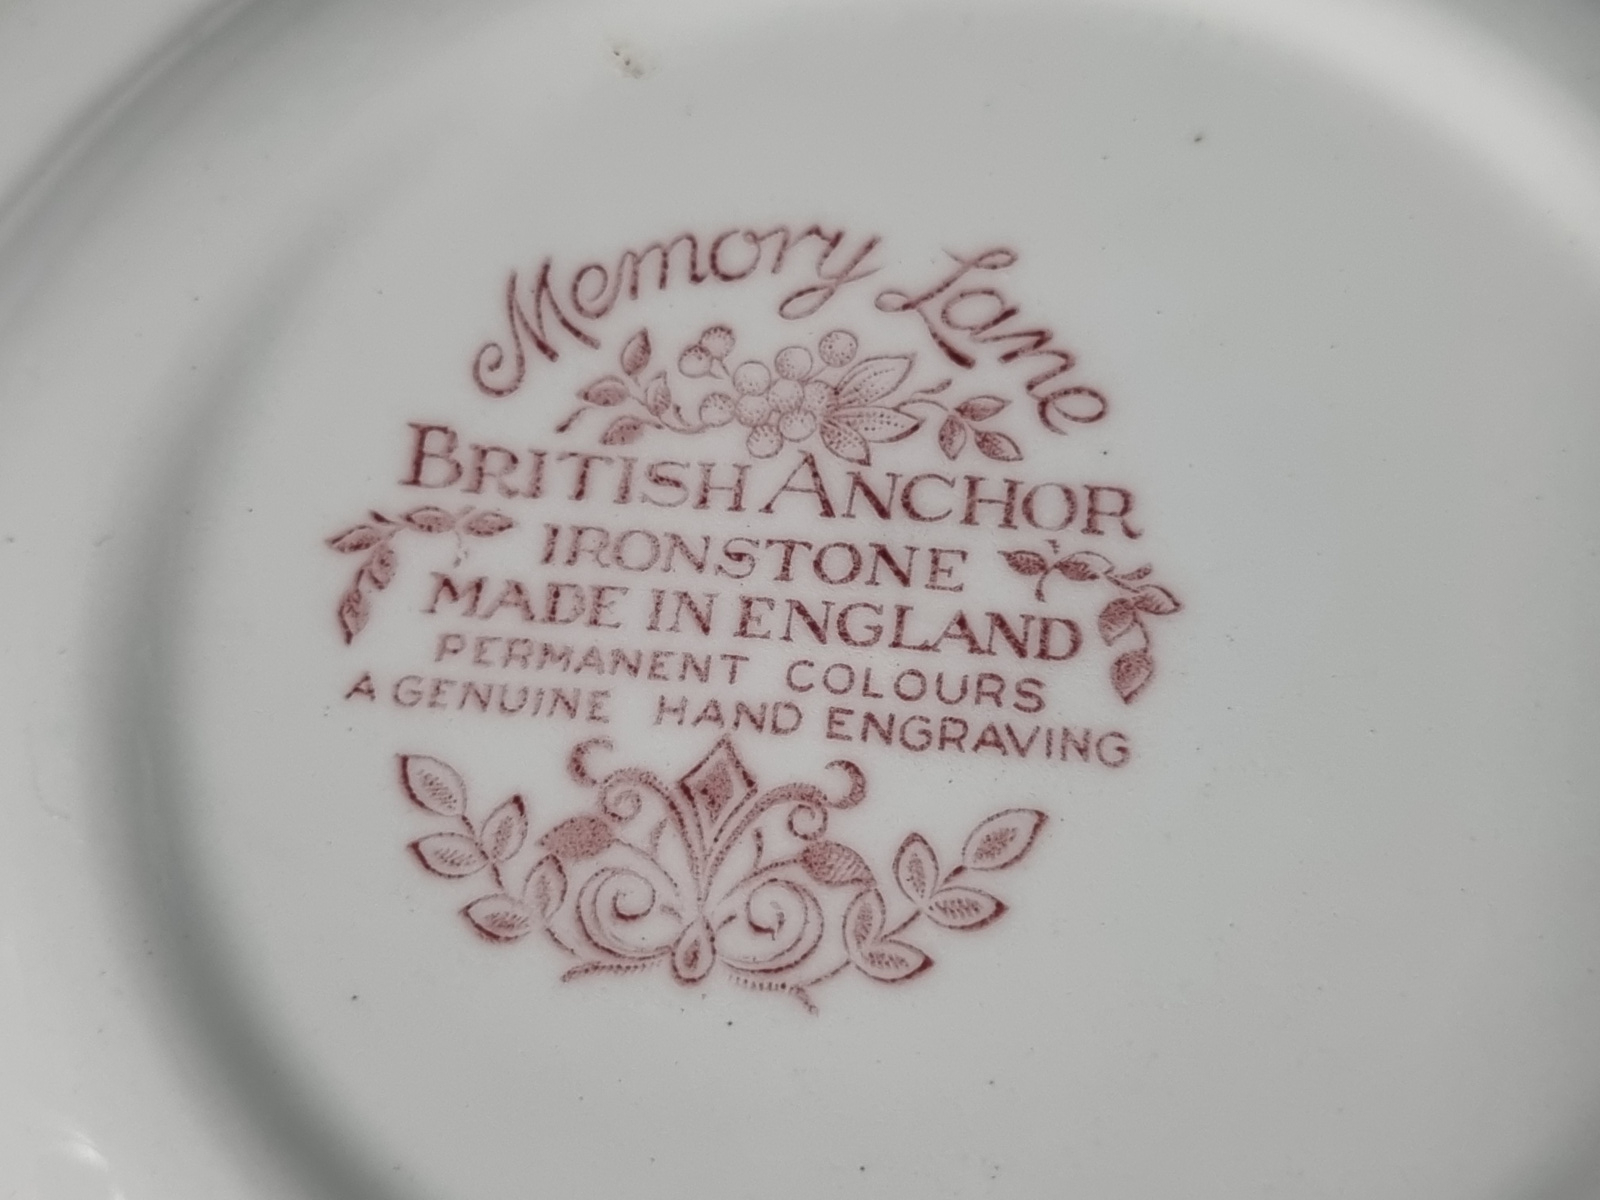 Memory Lane
BRITISH ANCHOR
IRONSTONE
MADE IN ENGLAND
PERMANENT COLOURS
A GENUINE HAND ENGRAVING